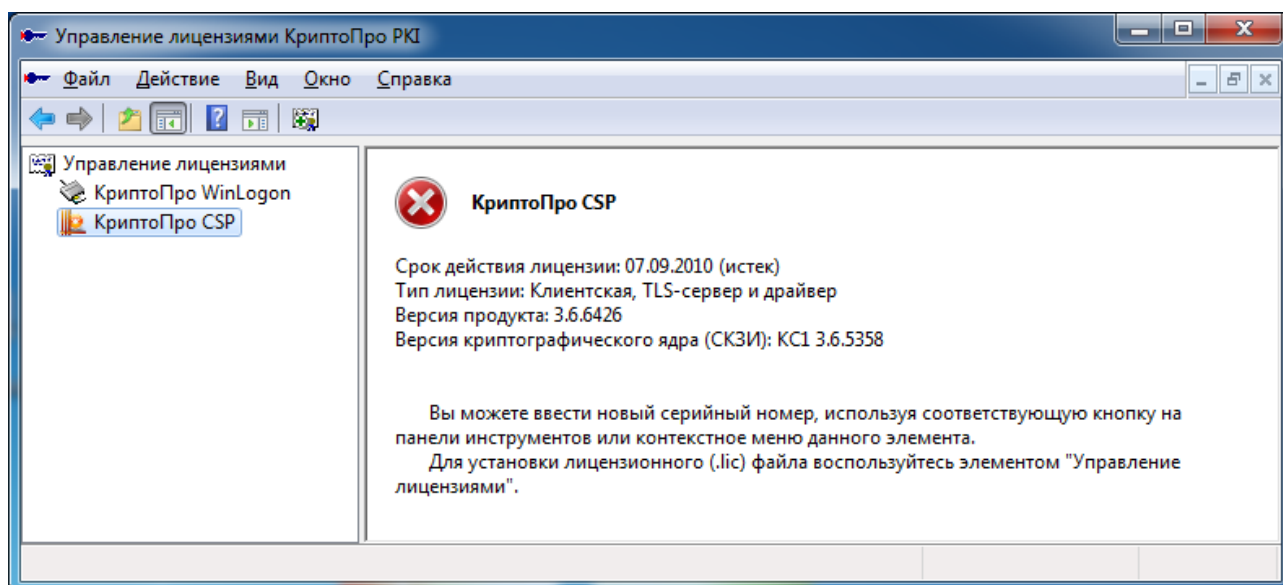 Управление лицензиями КриптоПро PKI
Файл Действие Вид Окно Справка
Управление лицензиями
КриптоПро WinLogon
КриптоПро CSP
КриптоПро CSP
Срок действия лицензии: 07.09.2010 (истек)
Тип лицензии: Клиентская, TLS-сервер и драйвер
Версия продукта: 3.6.6426
Версия криптографического ядра (СКЗИ): КС1 3.6.5358
Вы можете ввести новый серийный номер, используя соответствующую кнопку на
панели инструментов или контекстное меню данного элемента.
Для установки лицензионного (.lic) файла воспользуйтесь элементом "Управление
лицензиями".